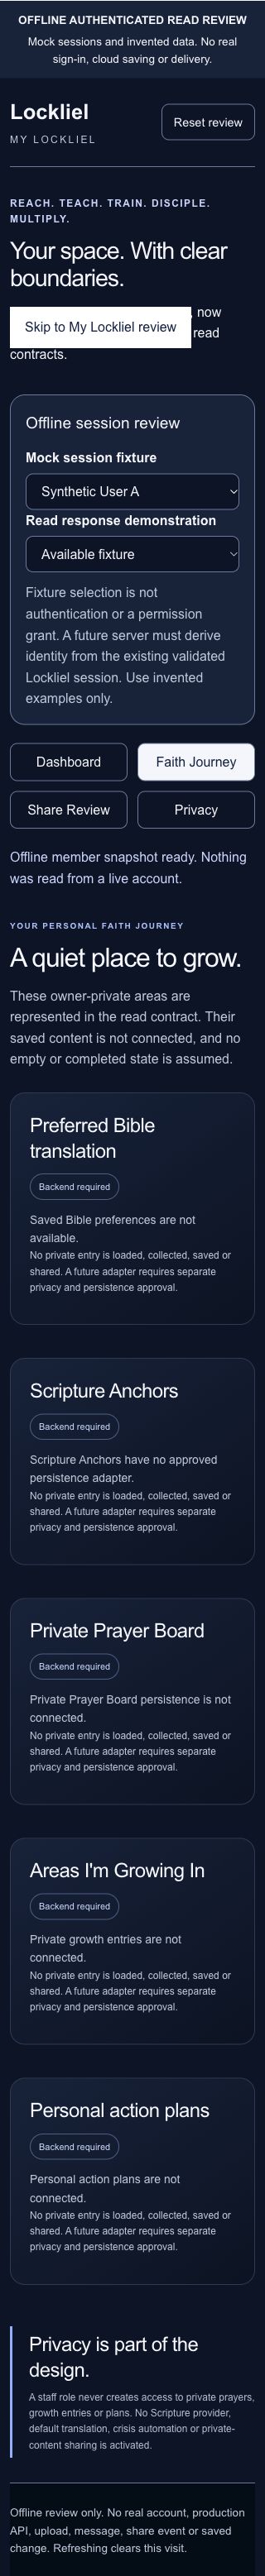 OFFLINE AUTHENTICATED READ REVIEW
Mock sessions and invented data. No real
sign-in, cloud saving or delivery.
Lockliel
MY LOCKLIEL
Reset review
REACH. TEACH. TRAIN. DISCIPLE.
MULTIPLY.
Your space. With clear
boundaries.
Skip to My Lockliel review
, now
read
contracts.
Offline session review
Mock session fixture
Synthetic User A
Read response demonstration
Available fixture
Fixture selection is not
authentication or a permission
grant. A future server must derive
identity from the existing validated
Lockliel session. Use invented
examples only.
Dashboard
Faith Journey
Share Review
Privacy
Offline member snapshot ready. Nothing
was read from a live account.
YOUR PERSONAL FAITH JOURNEY
A quiet place to grow.
These owner-private areas are
represented in the read contract. Their
saved content is not connected, and no
empty or completed state is assumed.
Preferred Bible
translation
Backend required
Saved Bible preferences are not
available.
No private entry is loaded, collected, saved or
shared. A future adapter requires separate
privacy and persistence approval.
Scripture Anchors
Backend required
Scripture Anchors have no approved
persistence adapter.
No private entry is loaded, collected, saved or
shared. A future adapter requires separate
privacy and persistence approval.
Private Prayer Board
Backend required
Private Prayer Board persistence is not
connected.
No private entry is loaded, collected, saved or
shared. A future adapter requires separate
privacy and persistence approval.
Areas I'm Growing In
Backend required
Private growth entries are not
connected.
No private entry is loaded, collected, saved or
shared. A future adapter requires separate
privacy and persistence approval.
Personal action plans
Backend required
Personal action plans are not
connected.
No private entry is loaded, collected, saved or
shared. A future adapter requires separate
privacy and persistence approval.
Privacy is part of the
design.
A staff role never creates access to private prayers,
growth entries or plans. No Scripture provider,
default translation, crisis automation or private-
content sharing is activated.
Offline review only. No real account, production
API, upload, message, share event or saved
change. Refreshing clears this visit.